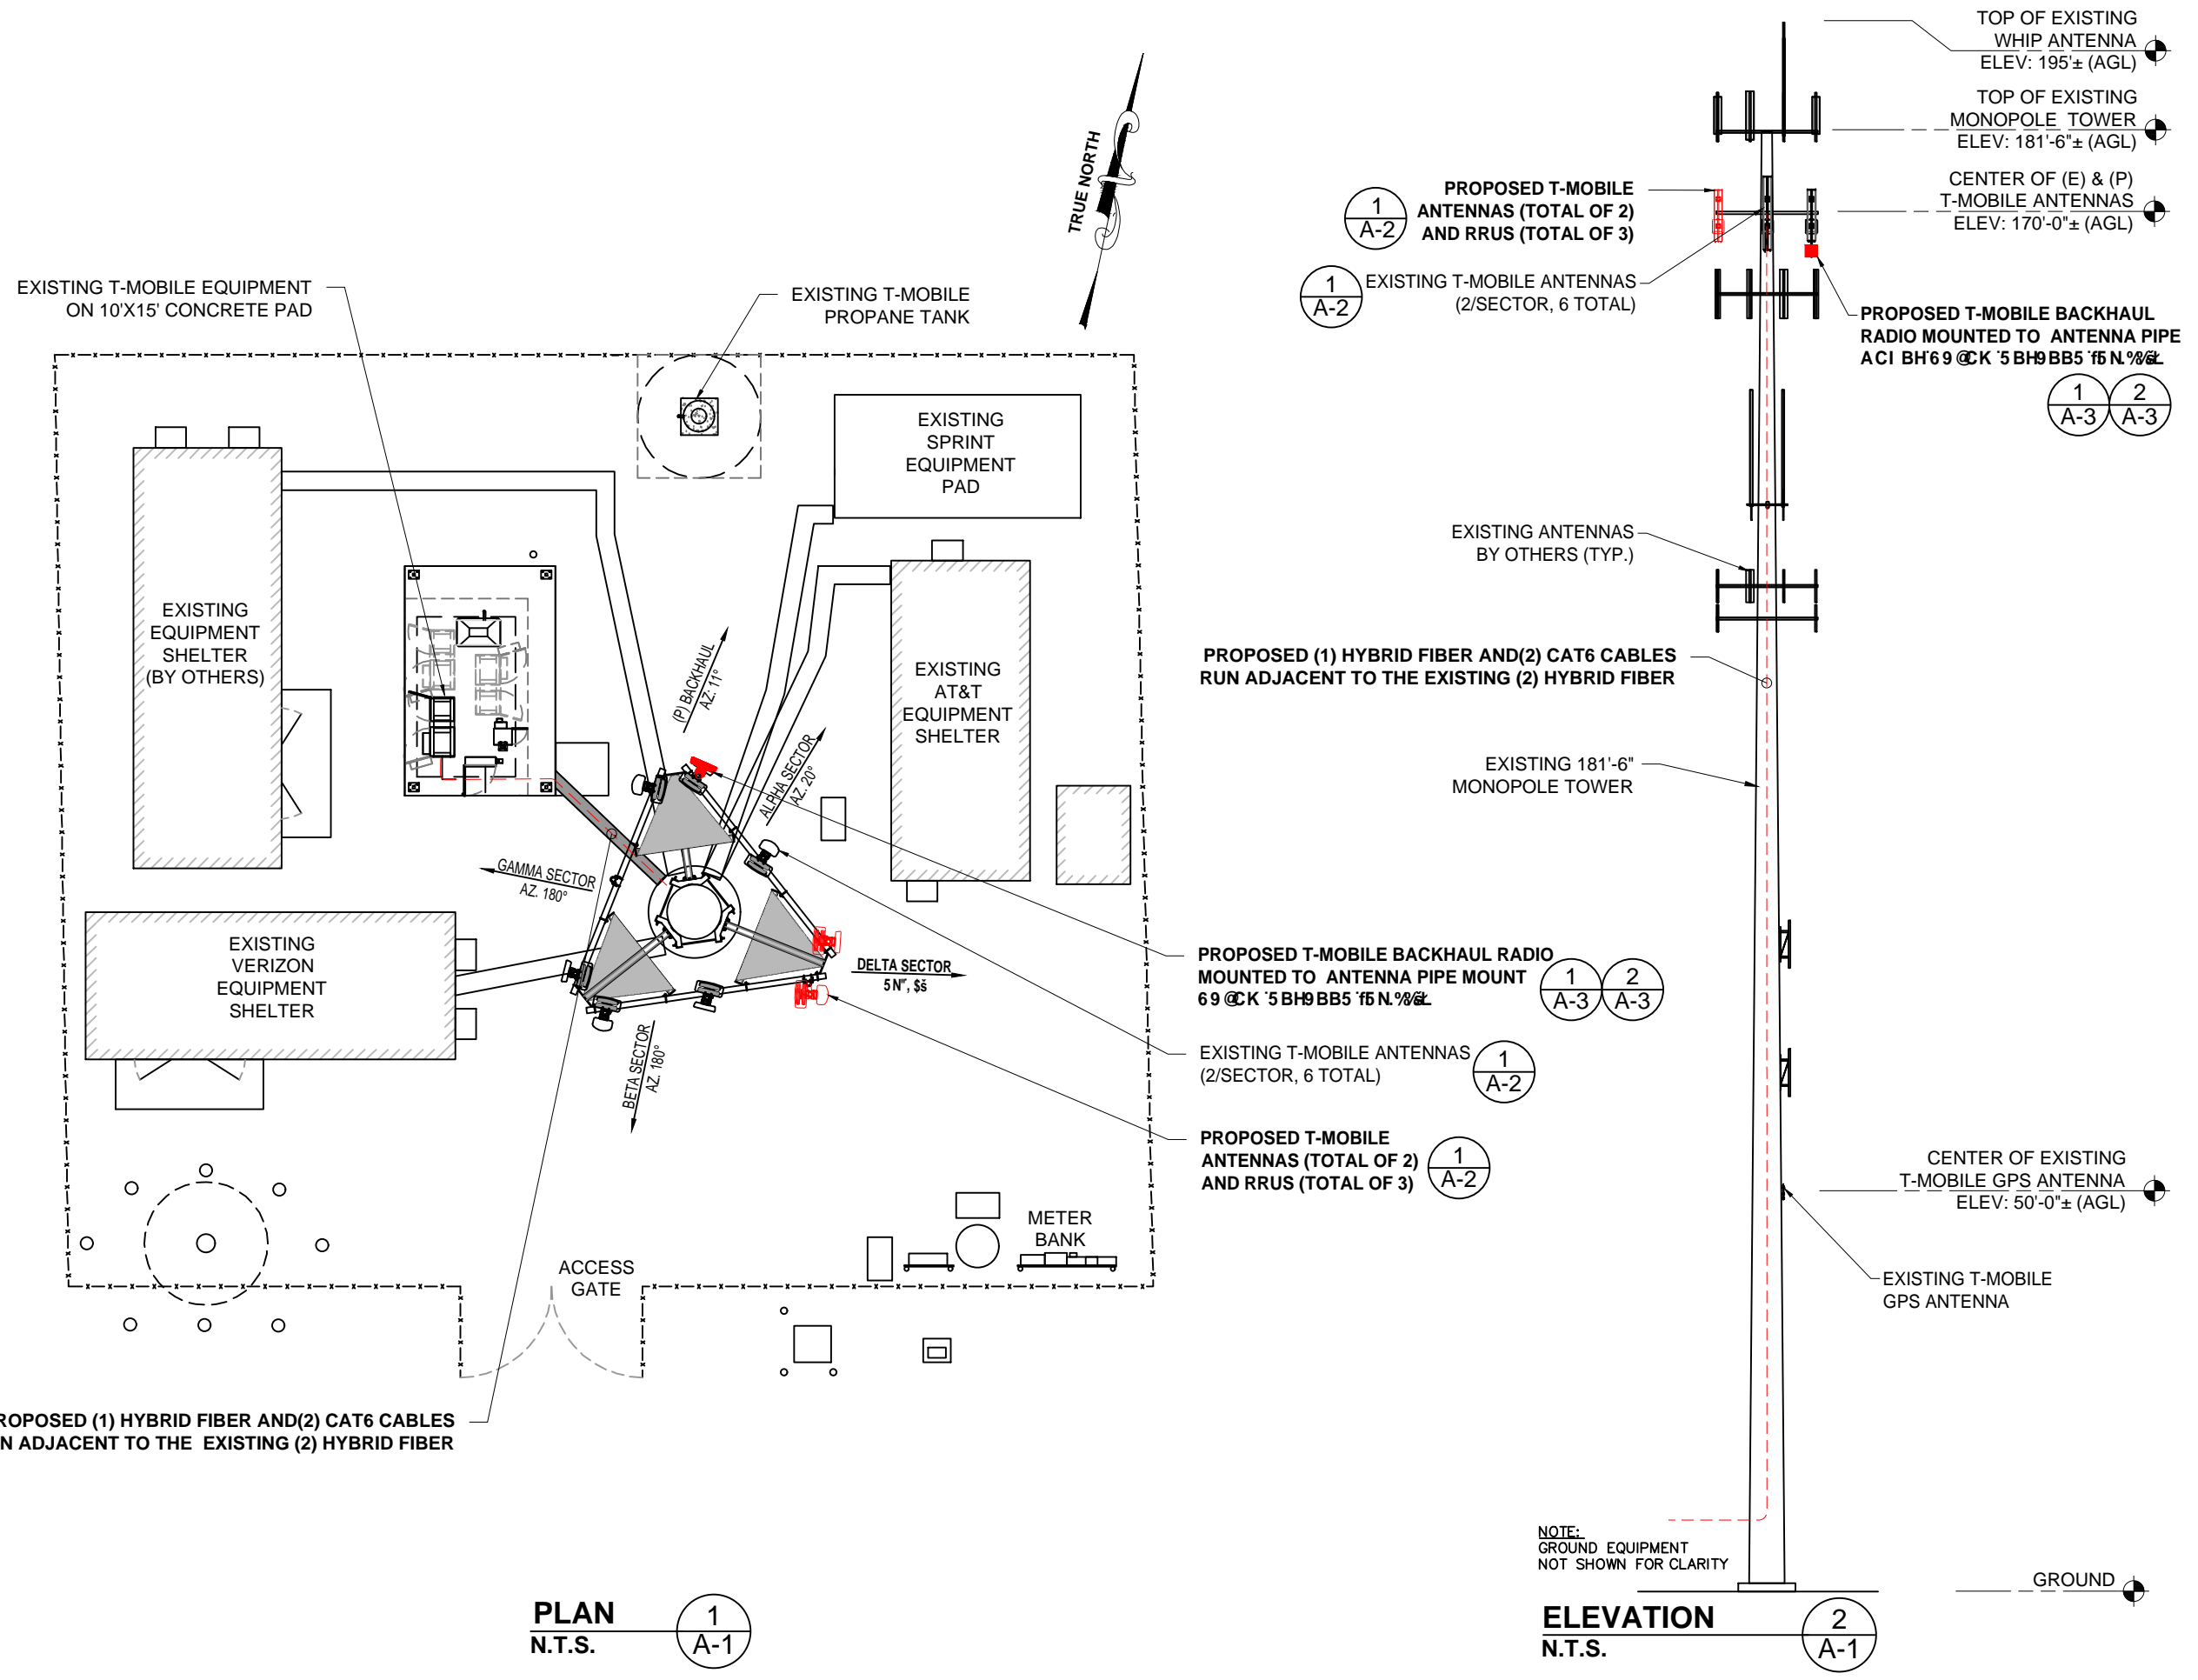 TRUE NORTH
EXISTING T-MOBILE EQUIPMENT
ON 10'X15' CONCRETE PAD
EXISTING T-MOBILE
PROPANE TANK
EXISTING
SPRINT
EQUIPMENT
PAD
EXISTING
EQUIPMENT
SHELTER
(BY OTHERS)
EXISTING
AT&T
EQUIPMENT
SHELTER
(P) BACKHAUL
AZ. 11°
ALPHA SECTOR
AZ. 20°
GAMMA SECTOR
AZ. 180°
EXISTING
VERIZON
EQUIPMENT
SHELTER
DELTA SECTOR
BETA SECTOR
AZ. 180°
PROPOSED T-MOBILE BACKHAUL RADIO
MOUNTED TO ANTENNA PIPE MOUNT
1
A-3
2
A-3
EXISTING T-MOBILE ANTENNAS
(2/SECTOR, 6 TOTAL)
1
A-2
PROPOSED T-MOBILE
ANTENNAS (TOTAL OF 2)
AND RRUS (TOTAL OF 3)
1
A-2
METER
BANK
ACCESS
GATE
ROPOSED (1) HYBRID FIBER AND(2) CAT6 CABLES
N ADJACENT TO THE EXISTING (2) HYBRID FIBER
PLAN
N.T.S.
1
A-1
TOP OF EXISTING
WHIP ANTENNA
ELEV: 195'± (AGL)
TOP OF EXISTING
MONOPOLE TOWER
ELEV: 181'-6"± (AGL)
CENTER OF (E) & (P)
T-MOBILE ANTENNAS
ELEV: 170'-0"± (AGL)
PROPOSED T-MOBILE
ANTENNAS (TOTAL OF 2)
AND RRUS (TOTAL OF 3)
1
A-2
EXISTING T-MOBILE ANTENNAS
(2/SECTOR, 6 TOTAL)
1
A-2
PROPOSED T-MOBILE BACKHAUL
RADIO MOUNTED TO ANTENNA PIPE
1
A-3
2
A-3
EXISTING ANTENNAS
BY OTHERS (TYP.)
PROPOSED (1) HYBRID FIBER AND(2) CAT6 CABLES
RUN ADJACENT TO THE EXISTING (2) HYBRID FIBER
EXISTING 181'-6"
MONOPOLE TOWER
CENTER OF EXISTING
T-MOBILE GPS ANTENNA
ELEV: 50'-0"± (AGL)
EXISTING T-MOBILE
GPS ANTENNA
NOTE:
GROUND EQUIPMENT
NOT SHOWN FOR CLARITY
GROUND
ELEVATION
N.T.S.
2
A-1